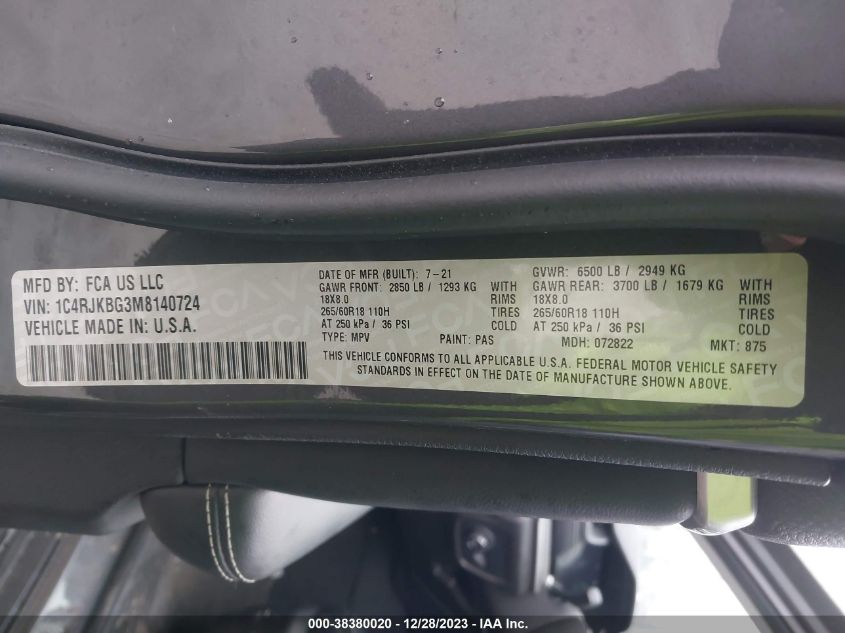 MFD BY: FCA US LLC
VIN: 1C4RJKBG3M8140724
VEHICLE MADE IN: U.S.A.
DATE OF MFR (BUILT): 7-21
GAWR FRONT: 2850 LB / 1293 KG WITH
18X8.0 RIMS
265/60R18 110H TIRES
AT 250 kPa / 36 PSI COLD
TYPE: MPV PAINT: PAS
GVWR: 6500 LB / 2949 KG
GAWR REAR: 3700 LB / 1679 KG WITH
18X8.0 RIMS
265/60R18 110H TIRES
AT 250 kPa / 36 PSI COLD
MDH: 072822 MKT: 875
THIS VEHICLE CONFORMS TO ALL APPLICABLE U.S.A. FEDERAL MOTOR VEHICLE SAFETY
STANDARDS IN EFFECT ON THE DATE OF MANUFACTURE SHOWN ABOVE.
000-38380020 - 12/28/2023 - IAA Inc.